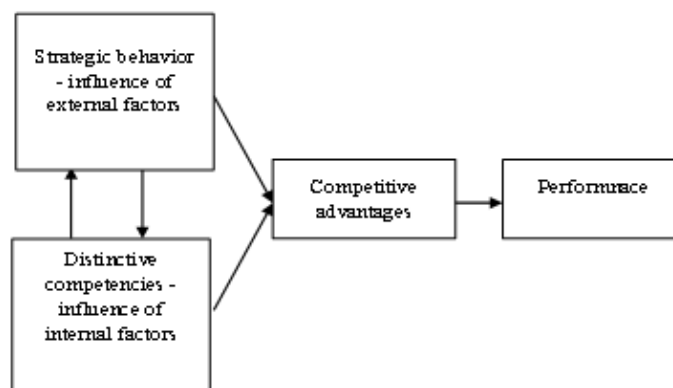 Strategic behavior
- influence of
external factors
Competitive
advantages
Performnace
Distinctive
competencies -
influence of
internal factors